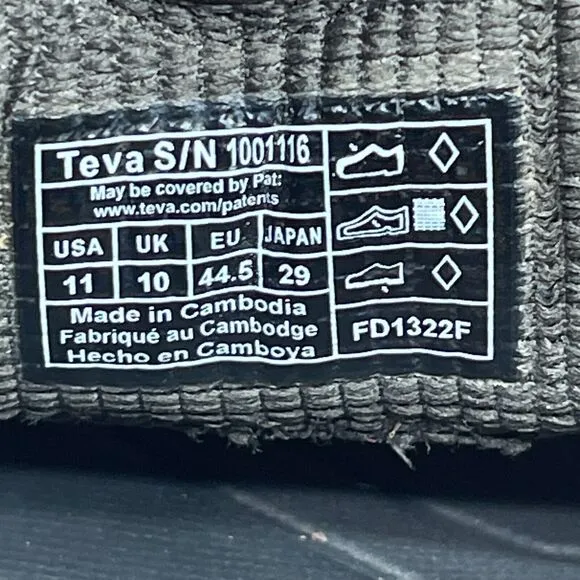 Teva S/N 1001116
May be covered by Pat:
www.teva.com/patents
USA UK EU JAPAN
11 10 44.5 29
Made in Cambodia
Fabriqué au Cambodge
Hecho en Camboya
FD1322F